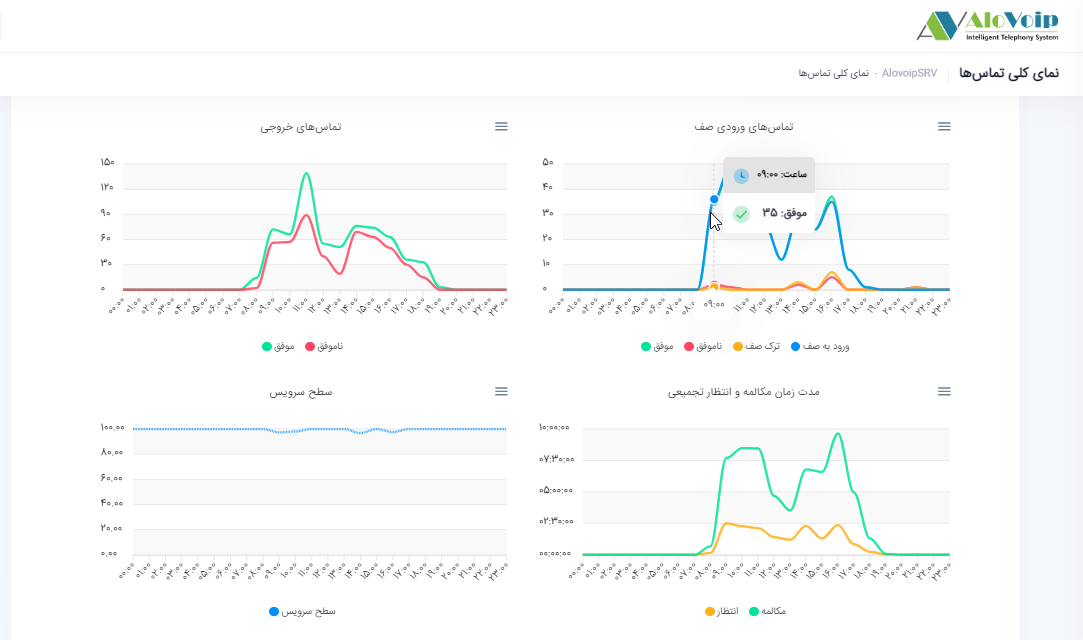 AloVoip
Intelligent Telephony System
نمای کلی تماس‌ها
AlovoipSRV - نمای کلی تماس‌ها
تماس‌های ورودی صف
۵۰
۴۰
۳۰
۲۰
۱۰
۰
ساعت: ۰۹:۰۰
موفق: ۳۵
۰۰:۰۰ ۰۱:۰۰ ۰۲:۰۰ ۰۳:۰۰ ۰۴:۰۰ ۰۵:۰۰ ۰۶:۰۰ ۰۷:۰۰ ۰۸:۰ ۰۹:۰۰ ۱۱:۰۰ ۱۲:۰۰ ۱۳:۰۰ ۱۴:۰۰ ۱۵:۰۰ ۱۶:۰۰ ۱۷:۰۰ ۱۸:۰۰ ۱۹:۰۰ ۲۰:۰۰ ۲۱:۰۰ ۲۲:۰۰ ۲۳:۰۰
ورود به صف ترک صف ناموفق موفق
تماس‌های خروجی
۱۵۰
۱۲۰
۹۰
۶۰
۳۰
۰
۰۰:۰۰ ۰۱:۰۰ ۰۲:۰۰ ۰۳:۰۰ ۰۴:۰۰ ۰۵:۰۰ ۰۶:۰۰ ۰۷:۰۰ ۰۸:۰۰ ۰۹:۰۰ ۱۰:۰۰ ۱۱:۰۰ ۱۲:۰۰ ۱۳:۰۰ ۱۴:۰۰ ۱۵:۰۰ ۱۶:۰۰ ۱۷:۰۰ ۱۸:۰۰ ۱۹:۰۰ ۲۰:۰۰ ۲۱:۰۰ ۲۲:۰۰ ۲۳:۰۰
ناموفق موفق
مدت زمان مکالمه و انتظار تجمیعی
۱۰:۰۰:۰۰
۰۷:۳۰:۰۰
۰۵:۰۰:۰۰
۰۲:۳۰:۰۰
۰۰:۰۰:۰۰
۰۰:۰۰ ۰۱:۰۰ ۰۲:۰۰ ۰۳:۰۰ ۰۴:۰۰ ۰۵:۰۰ ۰۶:۰۰ ۰۷:۰۰ ۰۸:۰۰ ۰۹:۰۰ ۱۰:۰۰ ۱۱:۰۰ ۱۲:۰۰ ۱۳:۰۰ ۱۴:۰۰ ۱۵:۰۰ ۱۶:۰۰ ۱۷:۰۰ ۱۸:۰۰ ۱۹:۰۰ ۲۰:۰۰ ۲۱:۰۰ ۲۲:۰۰ ۲۳:۰۰
مکالمه انتظار
سطح سرویس
۱۰۰.۰۰
۸۰.۰۰
۶۰.۰۰
۴۰.۰۰
۲۰.۰۰
۰.۰۰
۰۰:۰۰ ۰۱:۰۰ ۰۲:۰۰ ۰۳:۰۰ ۰۴:۰۰ ۰۵:۰۰ ۰۶:۰۰ ۰۷:۰۰ ۰۸:۰۰ ۰۹:۰۰ ۱۰:۰۰ ۱۱:۰۰ ۱۲:۰۰ ۱۳:۰۰ ۱۴:۰۰ ۱۵:۰۰ ۱۶:۰۰ ۱۷:۰۰ ۱۸:۰۰ ۱۹:۰۰ ۲۰:۰۰ ۲۱:۰۰ ۲۲:۰۰ ۲۳:۰۰
سطح سرویس